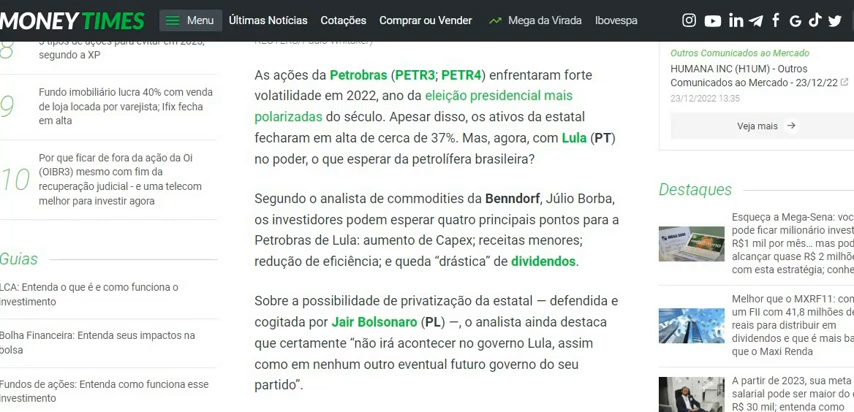 MONEY TIMES
Menu
Últimas Notícias
Cotações
Comprar ou Vender
Mega da Virada
Ibovespa
8
segundo a XP
9
Fundo imobiliário lucra 40% com venda
de loja locada por varejista; Ifix fecha
em alta
10
Por que ficar de fora da ação da Oi
(OIBR3) mesmo com fim da
recuperação judicial - e uma telecom
melhor para investir agora
Guias
LCA: Entenda o que é e como funciona o
investimento
Bolha Financeira: Entenda seus impactos na
bolsa
Fundos de ações: Entenda como funciona esse
investimento
As ações da Petrobras (PETR3; PETR4) enfrentaram forte
volatilidade em 2022, ano da eleição presidencial mais
polarizadas do século. Apesar disso, os ativos da estatal
fecharam em alta de cerca de 37%. Mas, agora, com Lula (PT)
no poder, o que esperar da petrolífera brasileira?
Segundo o analista de commodities da Benndorf, Júlio Borba,
os investidores podem esperar quatro principais pontos para a
Petrobras de Lula: aumento de Capex; receitas menores;
redução de eficiência; e queda “drástica” de dividendos.
Sobre a possibilidade de privatização da estatal — defendida e
cogitada por Jair Bolsonaro (PL) —, o analista ainda destaca
que certamente “não irá acontecer no governo Lula, assim
como em nenhum outro eventual futuro governo do seu
partido”.
Outros Comunicados ao Mercado
HUMANA INC (H1UM) - Outros
Comunicados ao Mercado - 23/12/22
23/12/2022 13:35
Veja mais →
Destaques
Esqueça a Mega-Sena: voc
pode ficar milionário invest
R$1 mil por mês… mas pod
alcançar quase R$ 2 milhõe
com esta estratégia; conhe
Melhor que o MXRF11: con
um FII com 41,8 milhões de
reais para distribuir em
dividendos e que é mais ba
que o Maxi Renda
A partir de 2023, sua meta
salarial pode ser maior do q
R$ 30 mil; entenda como